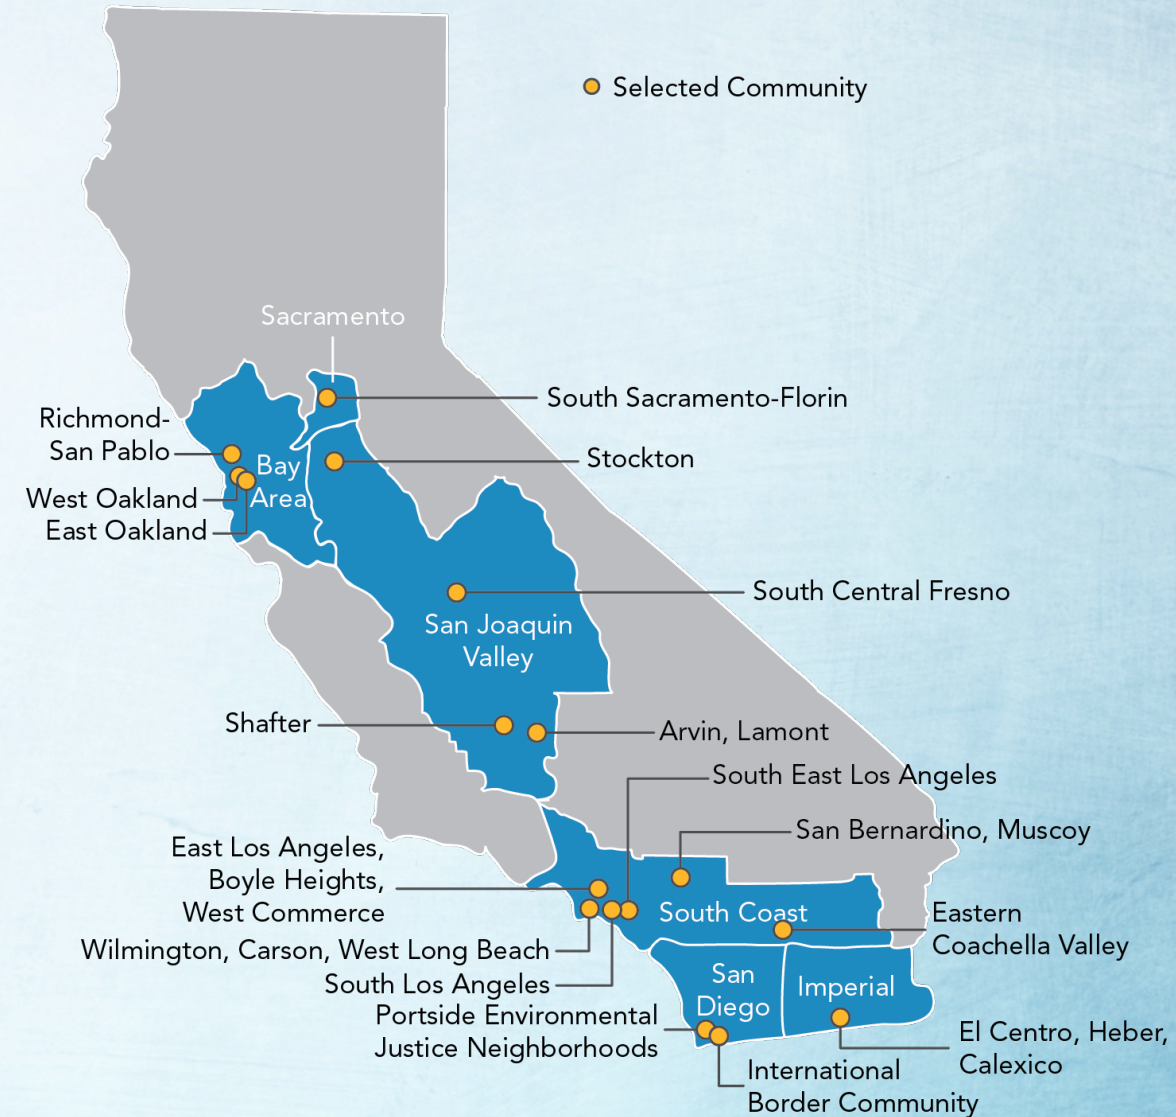 Selected Community
Sacramento
South Sacramento-Florin
Richmond-
San Pablo
Stockton
Bay
Area
West Oakland
East Oakland
South Central Fresno
San Joaquin
Valley
Shafter
Arvin, Lamont
South East Los Angeles
San Bernardino, Muscoy
East Los Angeles,
Boyle Heights,
West Commerce
South Coast
Eastern
Coachella Valley
Wilmington, Carson, West Long Beach
South Los Angeles
San
Diego
Imperial
Portside Environmental
Justice Neighborhoods
El Centro, Heber,
Calexico
International
Border Community